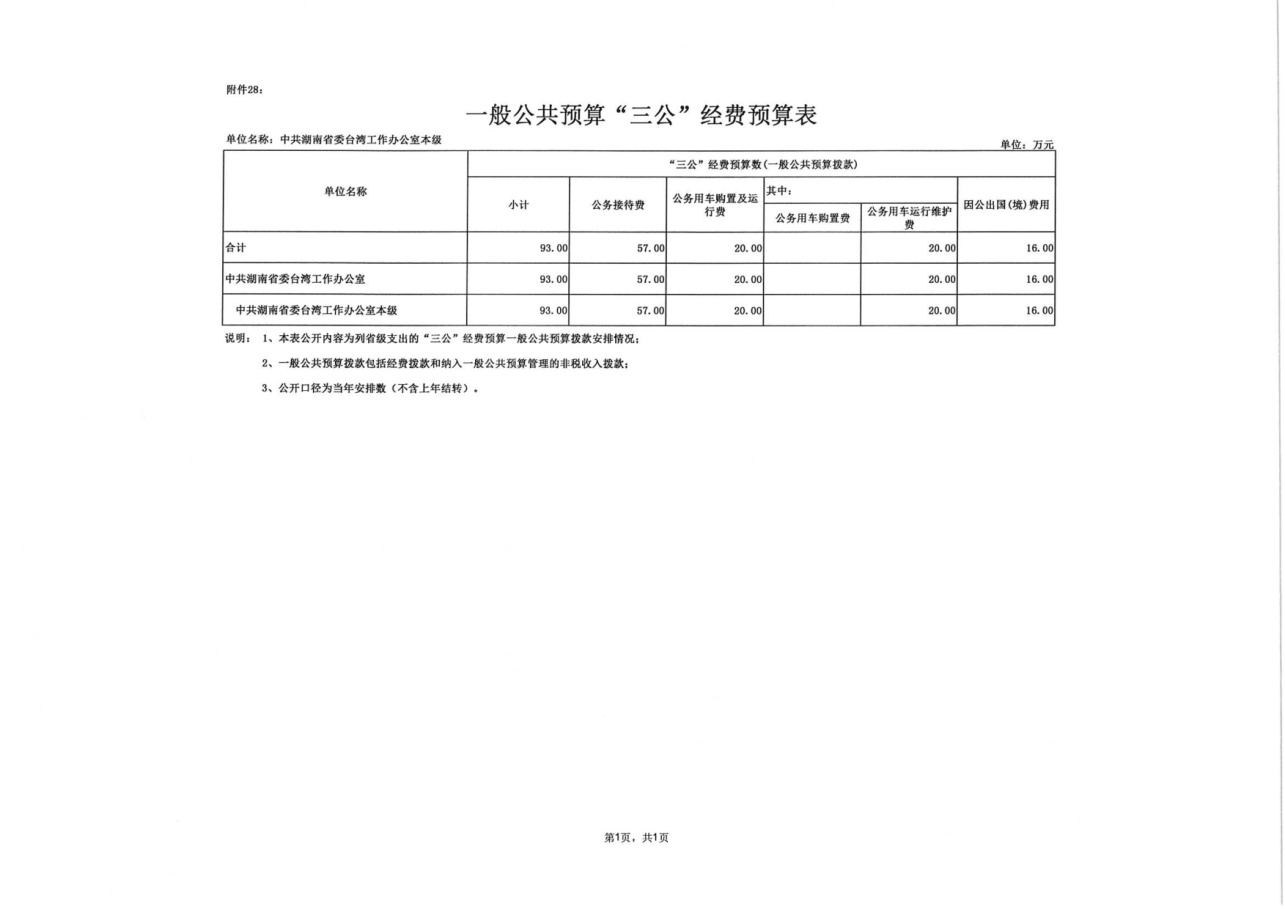 附件28：
一般公共预算“三公”经费预算表
单位名称：中共湖南省委台湾工作办公室本级
单位：万元
单位名称
“三公”经费预算数(一般公共预算拨款)
小计
公务接待费
公务用车购置及运
行费
其中：
公务用车购置费
公务用车运行维护
费
因公出国(境)费用
合计 93.00 57.00 20.00 20.00 16.00
中共湖南省委台湾工作办公室 93.00 57.00 20.00 20.00 16.00
中共湖南省委台湾工作办公室本级 93.00 57.00 20.00 20.00 16.00
说明： 1、本表公开内容为列省级支出的“三公”经费预算一般公共预算拨款安排情况；
2、一般公共预算拨款包括经费拨款和纳入一般公共预算管理的非税收入拨款；
3、公开口径为当年安排数（不含上年结转）。
第1页，共1页